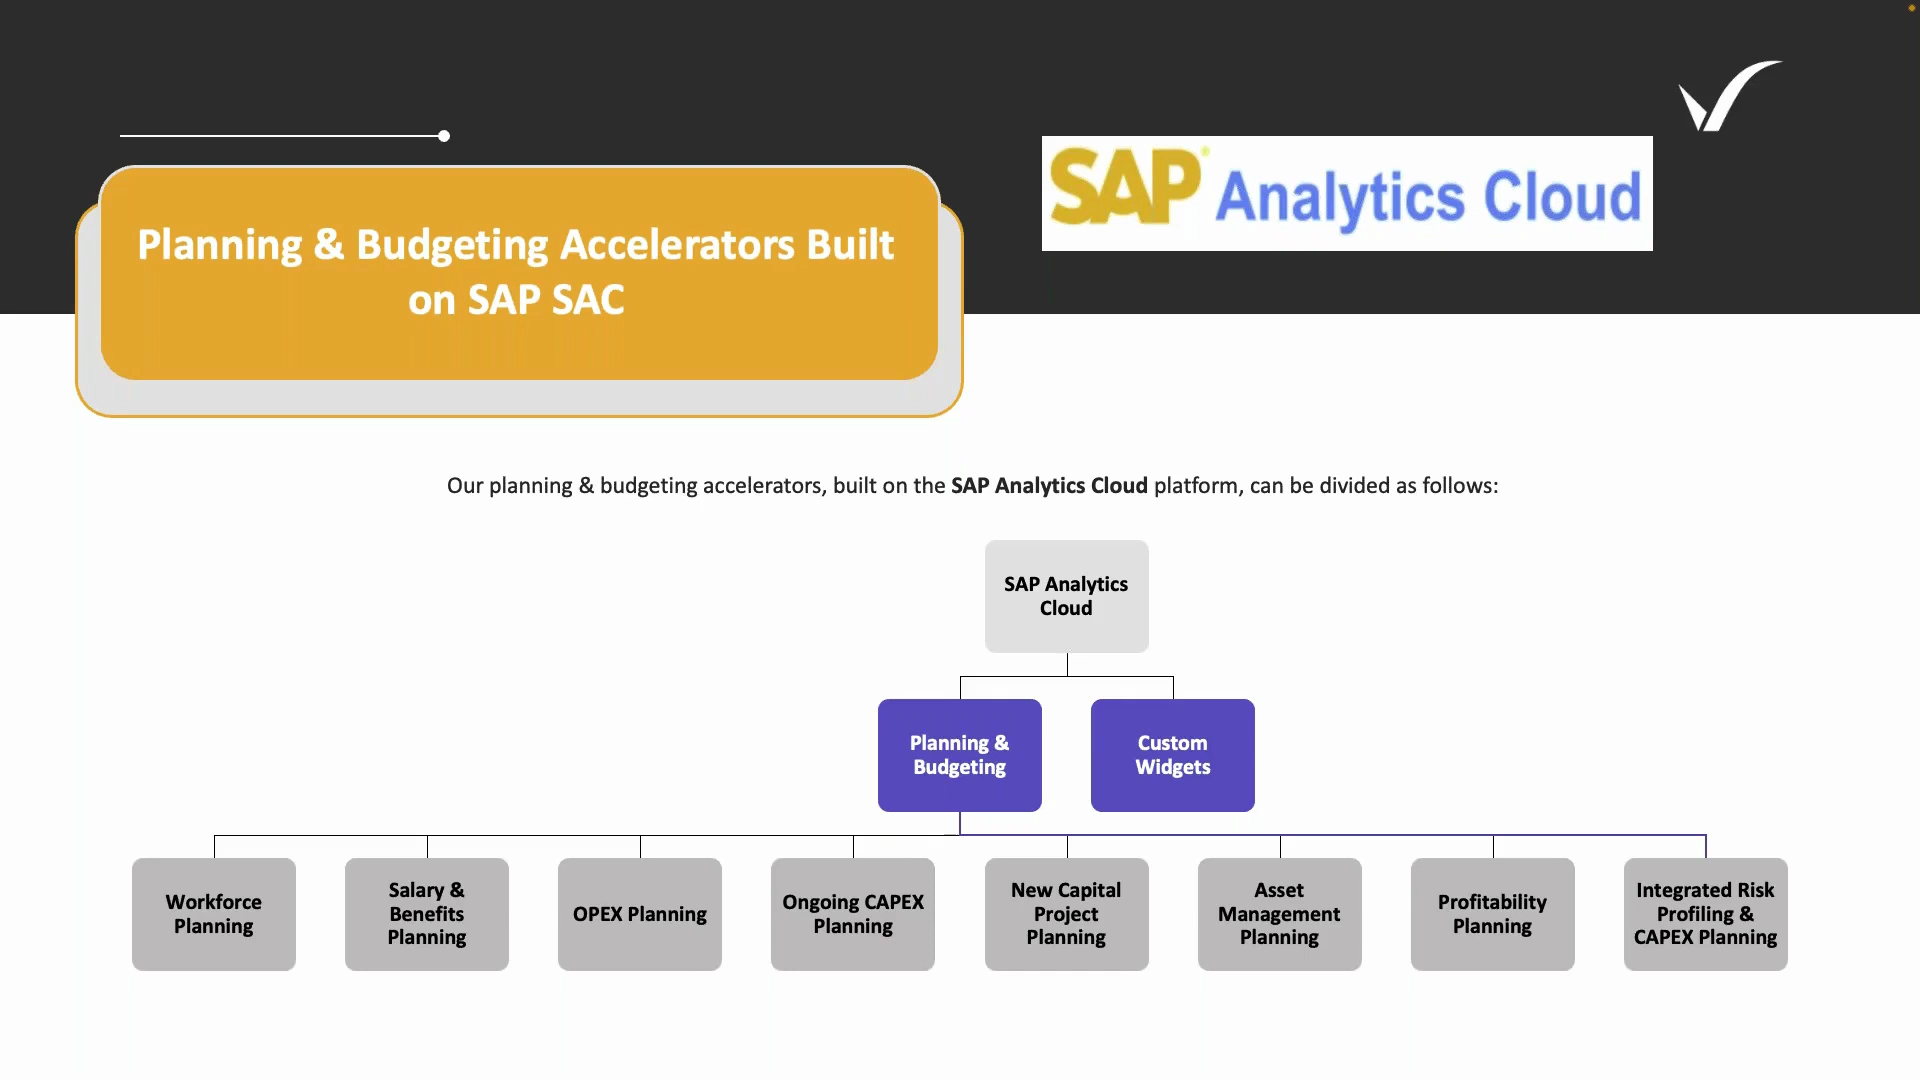 SAP Analytics Cloud
Planning & Budgeting Accelerators Built
on SAP SAC
Our planning & budgeting accelerators, built on the SAP Analytics Cloud platform, can be divided as follows:
SAP Analytics
Cloud
Planning &
Budgeting
Custom
Widgets
Workforce
Planning
Salary &
Benefits
Planning
OPEX Planning
Ongoing CAPEX
Planning
New Capital
Project
Planning
Asset
Management
Planning
Profitability
Planning
Integrated Risk
Profiling &
CAPEX Planning